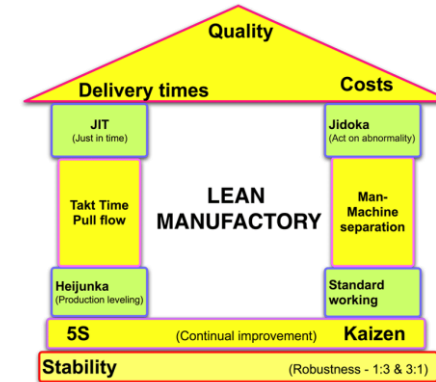 Quality
Delivery times
Costs
JIT
(Just in time)
Jidoka
(Act on abnormality)
Takt Time
Pull flow
LEAN
MANUFACTORY
Man-
Machine
separation
Heijunka
(Production leveling)
Standard
working
5S (Continual improvement) Kaizen
Stability (Robustness - 1:3 & 3:1)